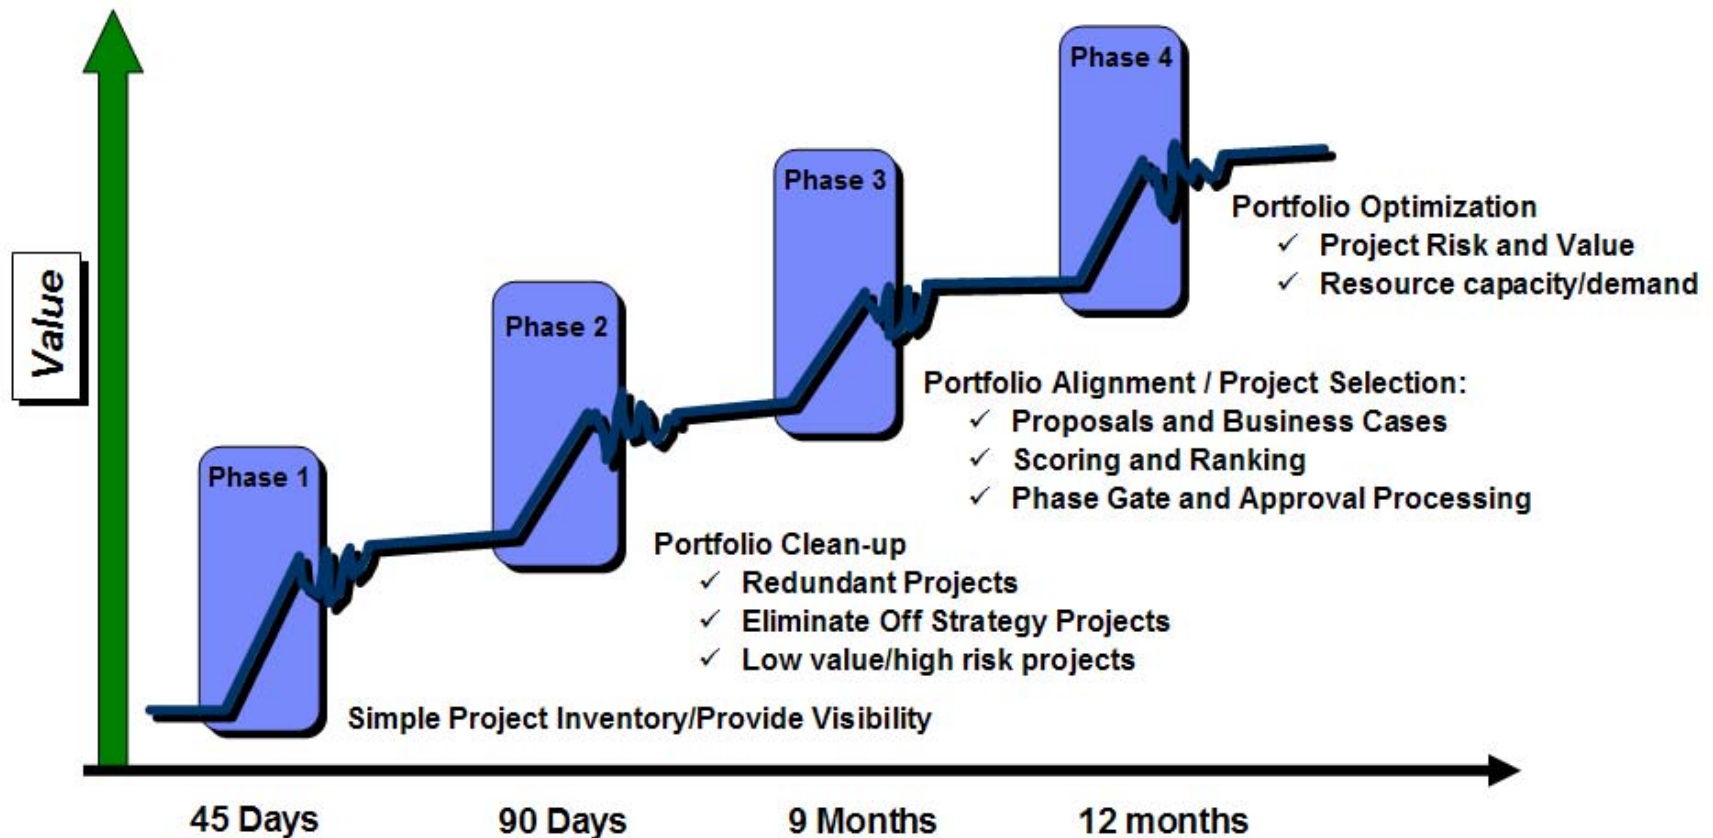 Value
Phase 1
Phase 2
Phase 3
Phase 4
Portfolio Optimization
✓ Project Risk and Value
✓ Resource capacity/demand
Portfolio Alignment / Project Selection:
✓ Proposals and Business Cases
✓ Scoring and Ranking
✓ Phase Gate and Approval Processing
Portfolio Clean-up
✓ Redundant Projects
✓ Eliminate Off Strategy Projects
✓ Low value/high risk projects
Simple Project Inventory/Provide Visibility
45 Days
90 Days
9 Months
12 months